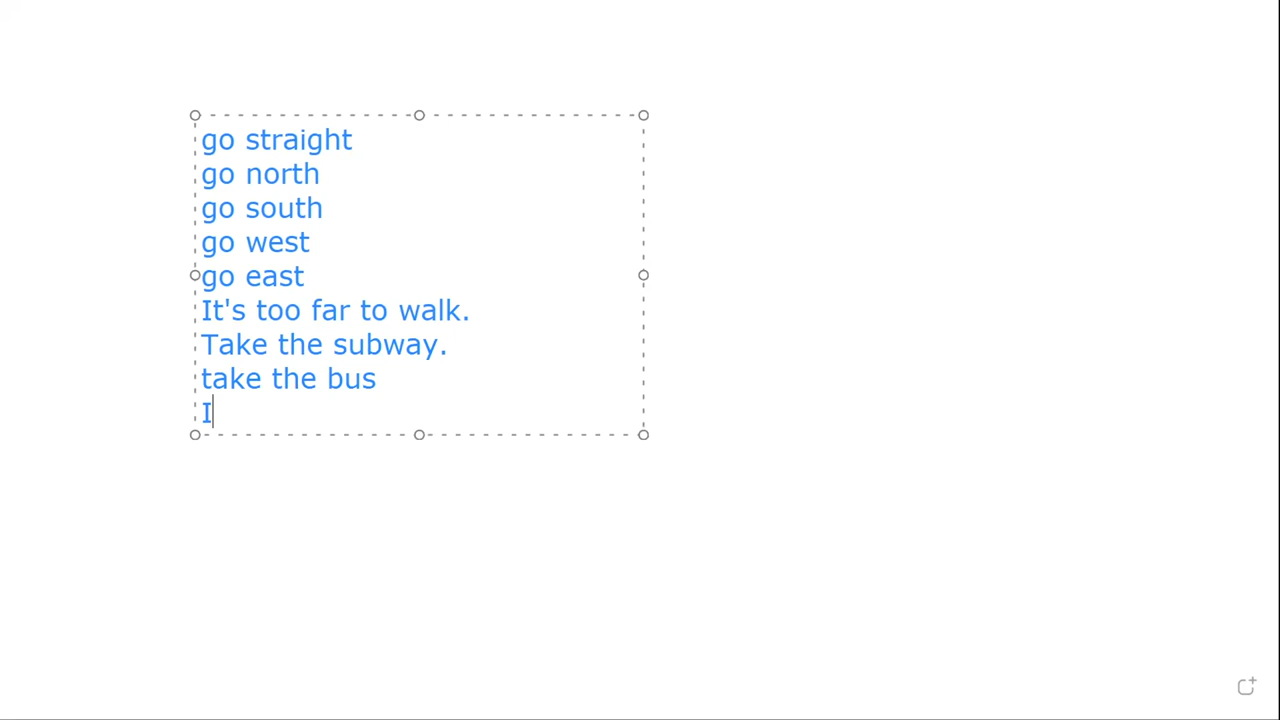 go straight
go north
go south
go west
go east
It's too far to walk.
Take the subway.
take the bus
I